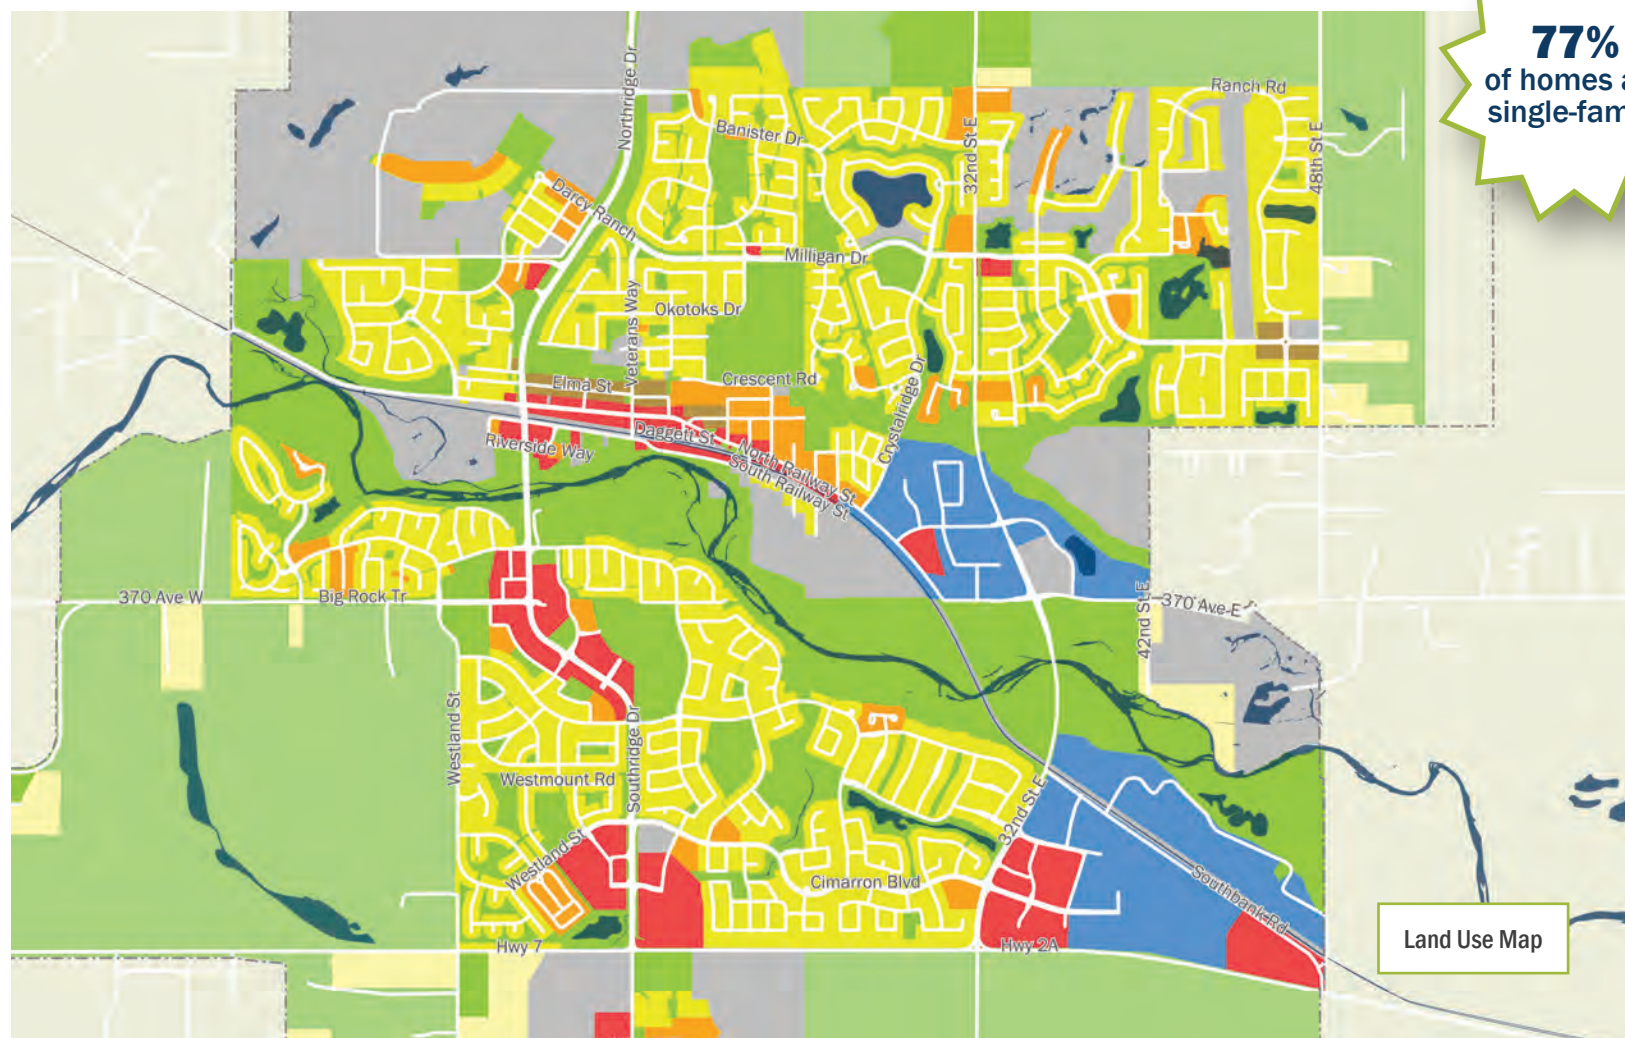 77%
of homes a
single-fam
Ranch Rd
Northridge Dr
Banister Dr
32nd St E
48th St E
Darcy Ranch
Milligan Dr
Okotoks Dr
Veterans Way
Crystalridge Dr
Elma St
Crescent Rd
Riverside Way
Daggett St
North Railway St
South Railway St
370 Ave W
Big Rock Tr
42nd St E
370 Ave E
Westland St
Southridge Dr
Westmount Rd
32nd St E
Westland St
Cimarron Blvd
Southbank Rd
Hwy 7
Hwy 2A
Land Use Map